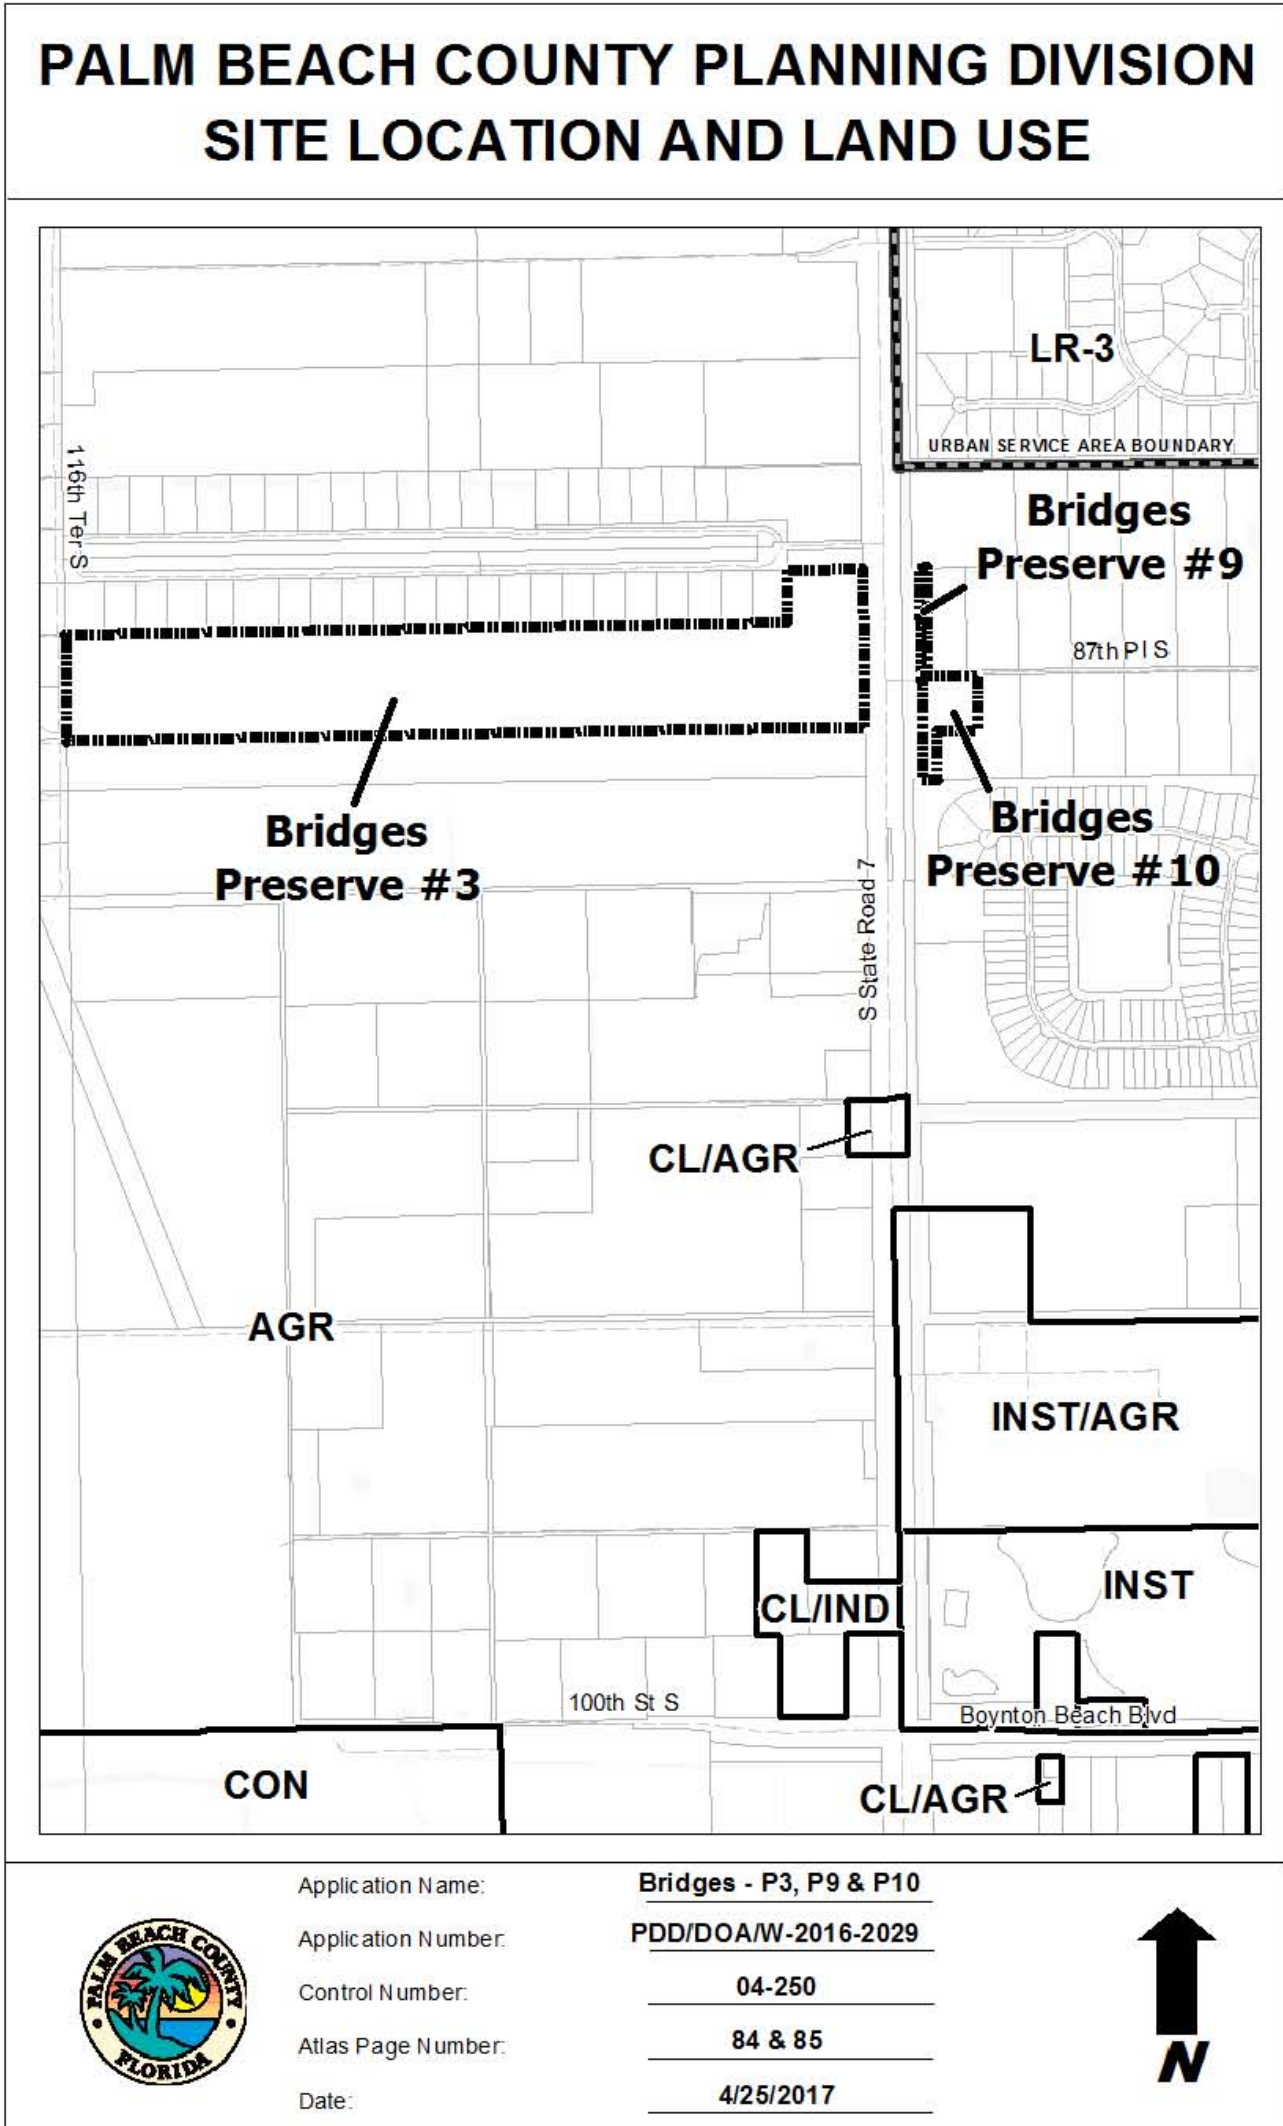 PALM BEACH COUNTY PLANNING DIVISION
SITE LOCATION AND LAND USE
LR-3
URBAN SERVICE AREA BOUNDARY
116th Ter S
Bridges
Preserve #9
87th Pl S
Bridges
Preserve #3
Bridges
Preserve #10
S State Road 7
CL/AGR
AGR
INST/AGR
INST
CL/IND
100th St S
Boynton Beach Blvd
CON
CL/AGR
Application Name: Bridges - P3, P9 & P10
Application Number: PDD/DOA/W-2016-2029
Control Number: 04-250
Atlas Page Number: 84 & 85
Date: 4/25/2017
PALM BEACH COUNTY
FLORIDA
N